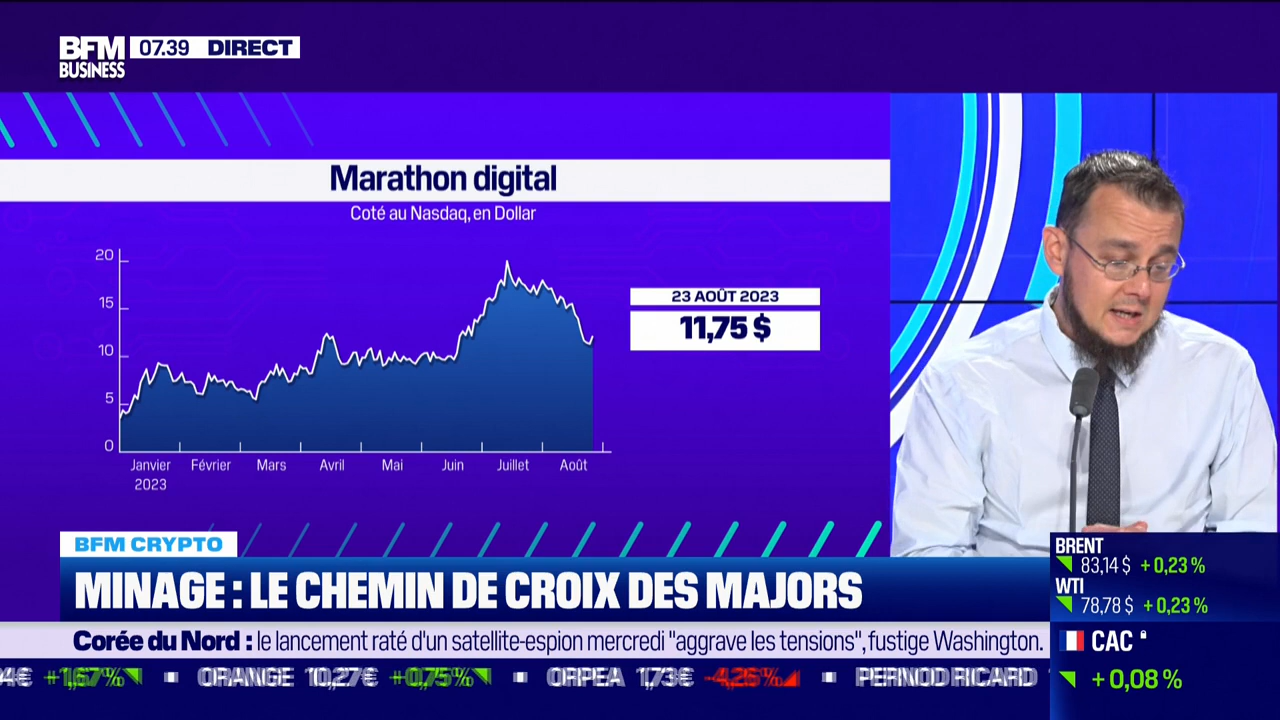 BFM
BUSINESS
07.39 DIRECT
Marathon digital
Coté au Nasdaq, en Dollar
20
15
10
5
0
Janvier Février Mars Avril Mai Juin Juillet Août
2023
23 AOÛT 2023
11,75 $
BFM CRYPTO
MINAGE : LE CHEMIN DE CROIX DES MAJORS
Corée du Nord : le lancement raté d'un satellite-espion mercredi "aggrave les tensions", fustige Washington.
4€ +1,67% ORANGE 10,27€ +0,75% ORPEA 1,73€ -4,26% PERNOD RICARD
BRENT
83,14 $ +0,23 %
WTI
78,78 $ +0,23 %
CAC
+0,08 %